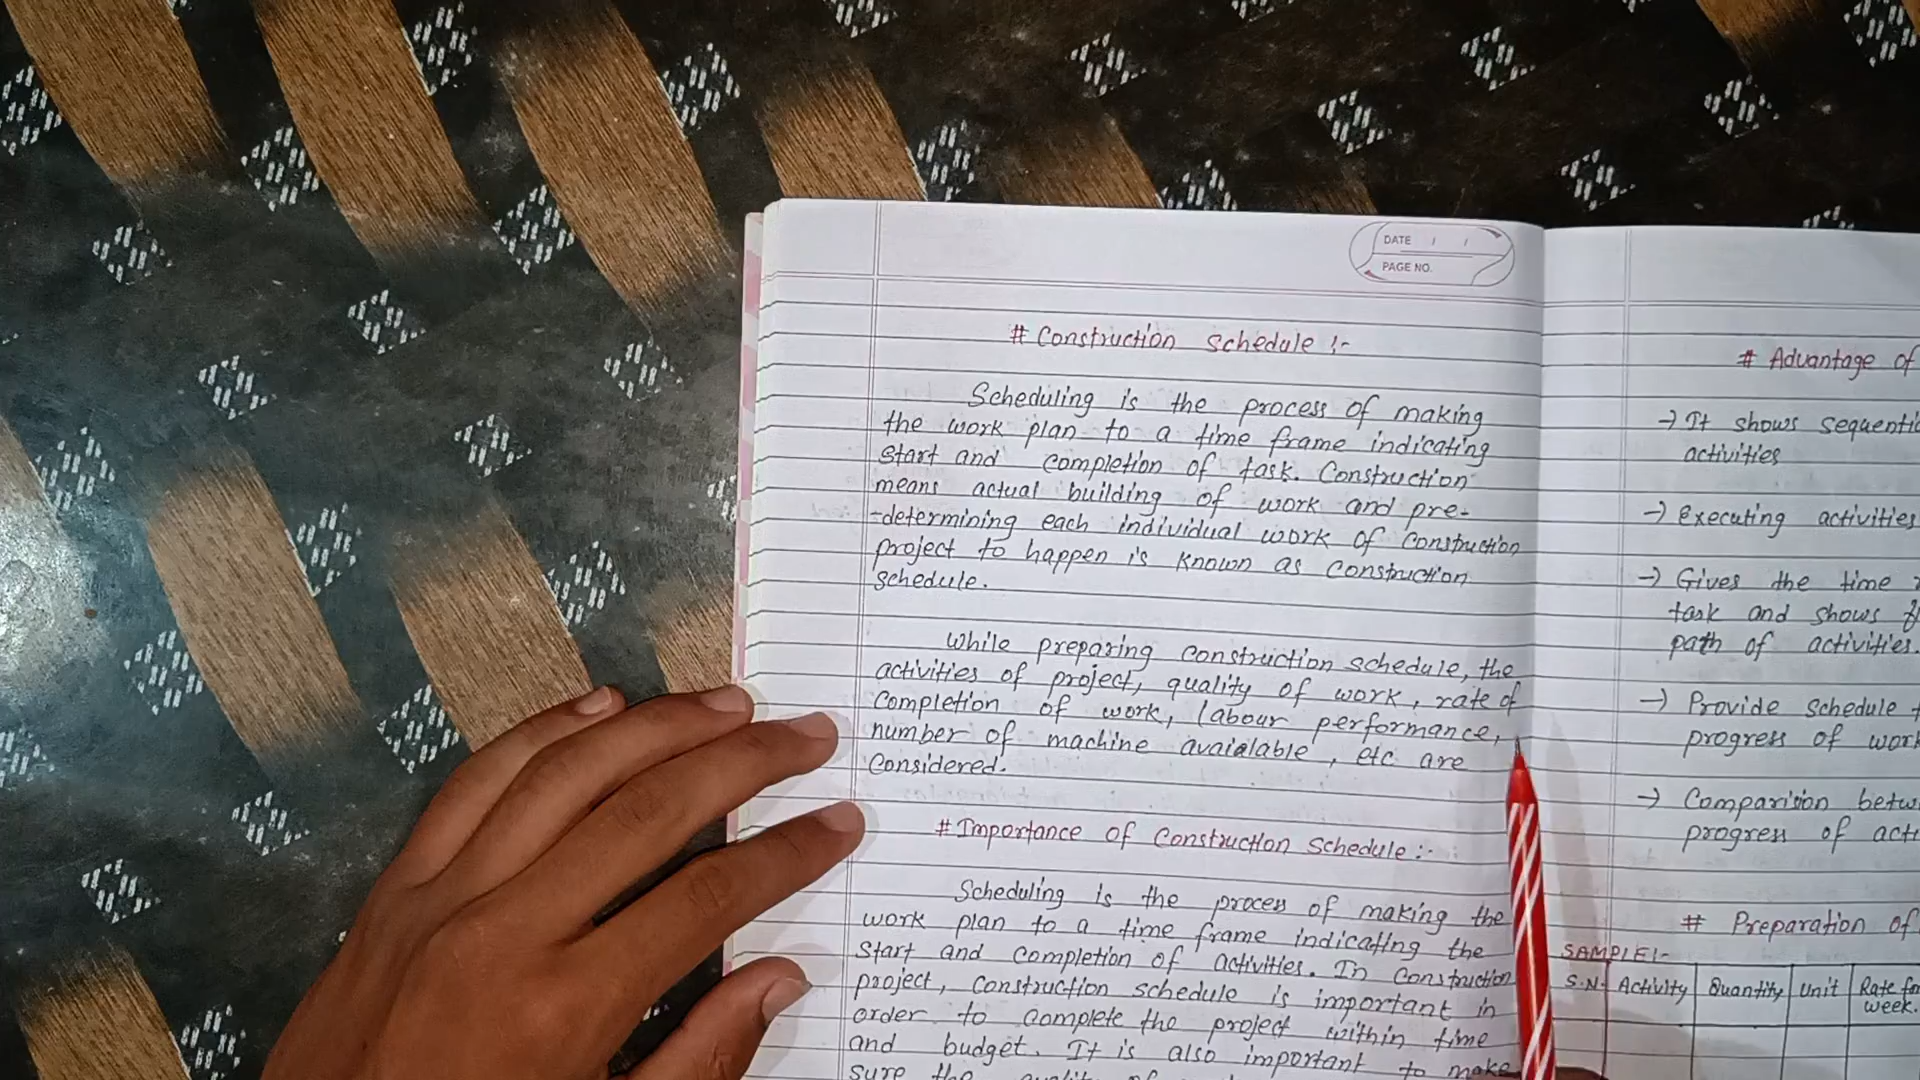 DATE / /
PAGE NO.
# Construction Schedule :-
Scheduling is the process of making
the work plan to a time frame indicating
start and completion of task. Construction
means actual building of work and pre-
-determining each individual work of construction
project to happen is known as construction
schedule.
While preparing construction schedule, the
activities of project, quality of work, rate of
completion of work, labour performance,
number of machine avaialable, etc are
considered.
# Importance of Construction Schedule :-
Scheduling is the process of making the
work plan to a time frame indicating the
start and completion of activities. In construction
project, construction schedule is important in
order to complete the project within time
and budget. It is also important to make
sure the quality of
# Advantage of
→ It shows
activities
→ Executing activities
→ Gives the time
task and shows
path of activities.
→ Provide schedule
progress of work
→ Comparision
progress of
# Preparation of
SAMPLE:-
S.N. Activity Quantity Unit Rate for
week.